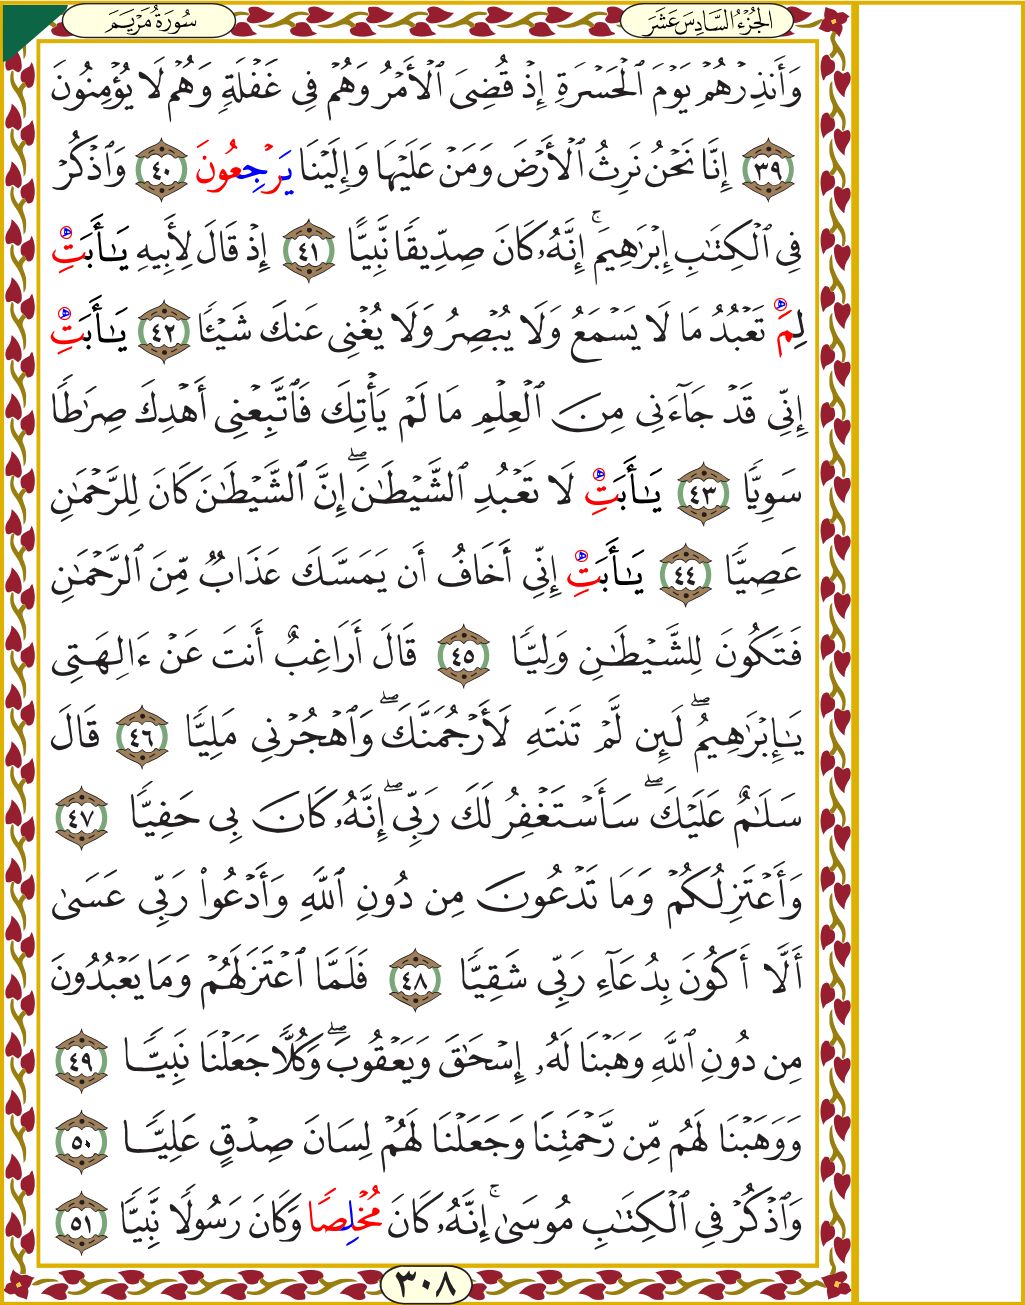 سُورَةُ مَرْيَمَ
الجُزْءُ السَّادِسَ عَشَرَ
وَأَنذِرْهُمْ يَوْمَ ٱلْحَسْرَةِ إِذْ قُضِيَ ٱلْأَمْرُ وَهُمْ فِي غَفْلَةٍ وَهُمْ لَا يُؤْمِنُونَ
٣٩ إِنَّا نَحْنُ نَرِثُ ٱلْأَرْضَ وَمَنْ عَلَيْهَا وَإِلَيْنَا يَرْجِعُونَ ٤٠ وَٱذْكُرْ
فِي ٱلْكِتَٰبِ إِبْرَٰهِيمَ ۚ إِنَّهُۥ كَانَ صِدِّيقًا نَّبِيًّا ٤١ إِذْ قَالَ لِأَبِيهِ يَٰٓأَبَتِ
لِمَ تَعْبُدُ مَا لَا يَسْمَعُ وَلَا يُبْصِرُ وَلَا يُغْنِي عَنكَ شَيْـًٔا ٤٢ يَٰٓأَبَتِ
إِنِّي قَدْ جَآءَنِي مِنَ ٱلْعِلْمِ مَا لَمْ يَأْتِكَ فَٱتَّبِعْنِي أَهْدِكَ صِرَٰطًا
سَوِيًّا ٤٣ يَٰٓأَبَتِ لَا تَعْبُدِ ٱلشَّيْطَٰنَ ۖ إِنَّ ٱلشَّيْطَٰنَ كَانَ لِلرَّحْمَٰنِ
عَصِيًّا ٤٤ يَٰٓأَبَتِ إِنِّي أَخَافُ أَن يَمَسَّكَ عَذَابٌ مِّنَ ٱلرَّحْمَٰنِ
فَتَكُونَ لِلشَّيْطَٰنِ وَلِيًّا ٤٥ قَالَ أَرَاغِبٌ أَنتَ عَنْ ءَالِهَتِي
يَٰٓإِبْرَٰهِيمُ ۖ لَئِن لَّمْ تَنتَهِ لَأَرْجُمَنَّكَ ۖ وَٱهْجُرْنِي مَلِيًّا ٤٦ قَالَ
سَلَٰمٌ عَلَيْكَ ۖ سَأَسْتَغْفِرُ لَكَ رَبِّي ۖ إِنَّهُۥ كَانَ بِي حَفِيًّا ٤٧
وَأَعْتَزِلُكُمْ وَمَا تَدْعُونَ مِن دُونِ ٱللَّهِ وَأَدْعُوا۟ رَبِّي عَسَىٰ
أَلَّا أَكُونَ بِدُعَآءِ رَبِّي شَقِيًّا ٤٨ فَلَمَّا ٱعْتَزَلَهُمْ وَمَا يَعْبُدُونَ
مِن دُونِ ٱللَّهِ وَهَبْنَا لَهُۥ إِسْحَٰقَ وَيَعْقُوبَ ۖ وَكُلًّا جَعَلْنَا نَبِيًّا ٤٩
وَوَهَبْنَا لَهُم مِّن رَّحْمَتِنَا وَجَعَلْنَا لَهُمْ لِسَانَ صِدْقٍ عَلِيًّا ٥٠
وَٱذْكُرْ فِي ٱلْكِتَٰبِ مُوسَىٰ ۚ إِنَّهُۥ كَانَ مُخْلِصًا وَكَانَ رَسُولًا نَّبِيًّا ٥١
٣٠٨